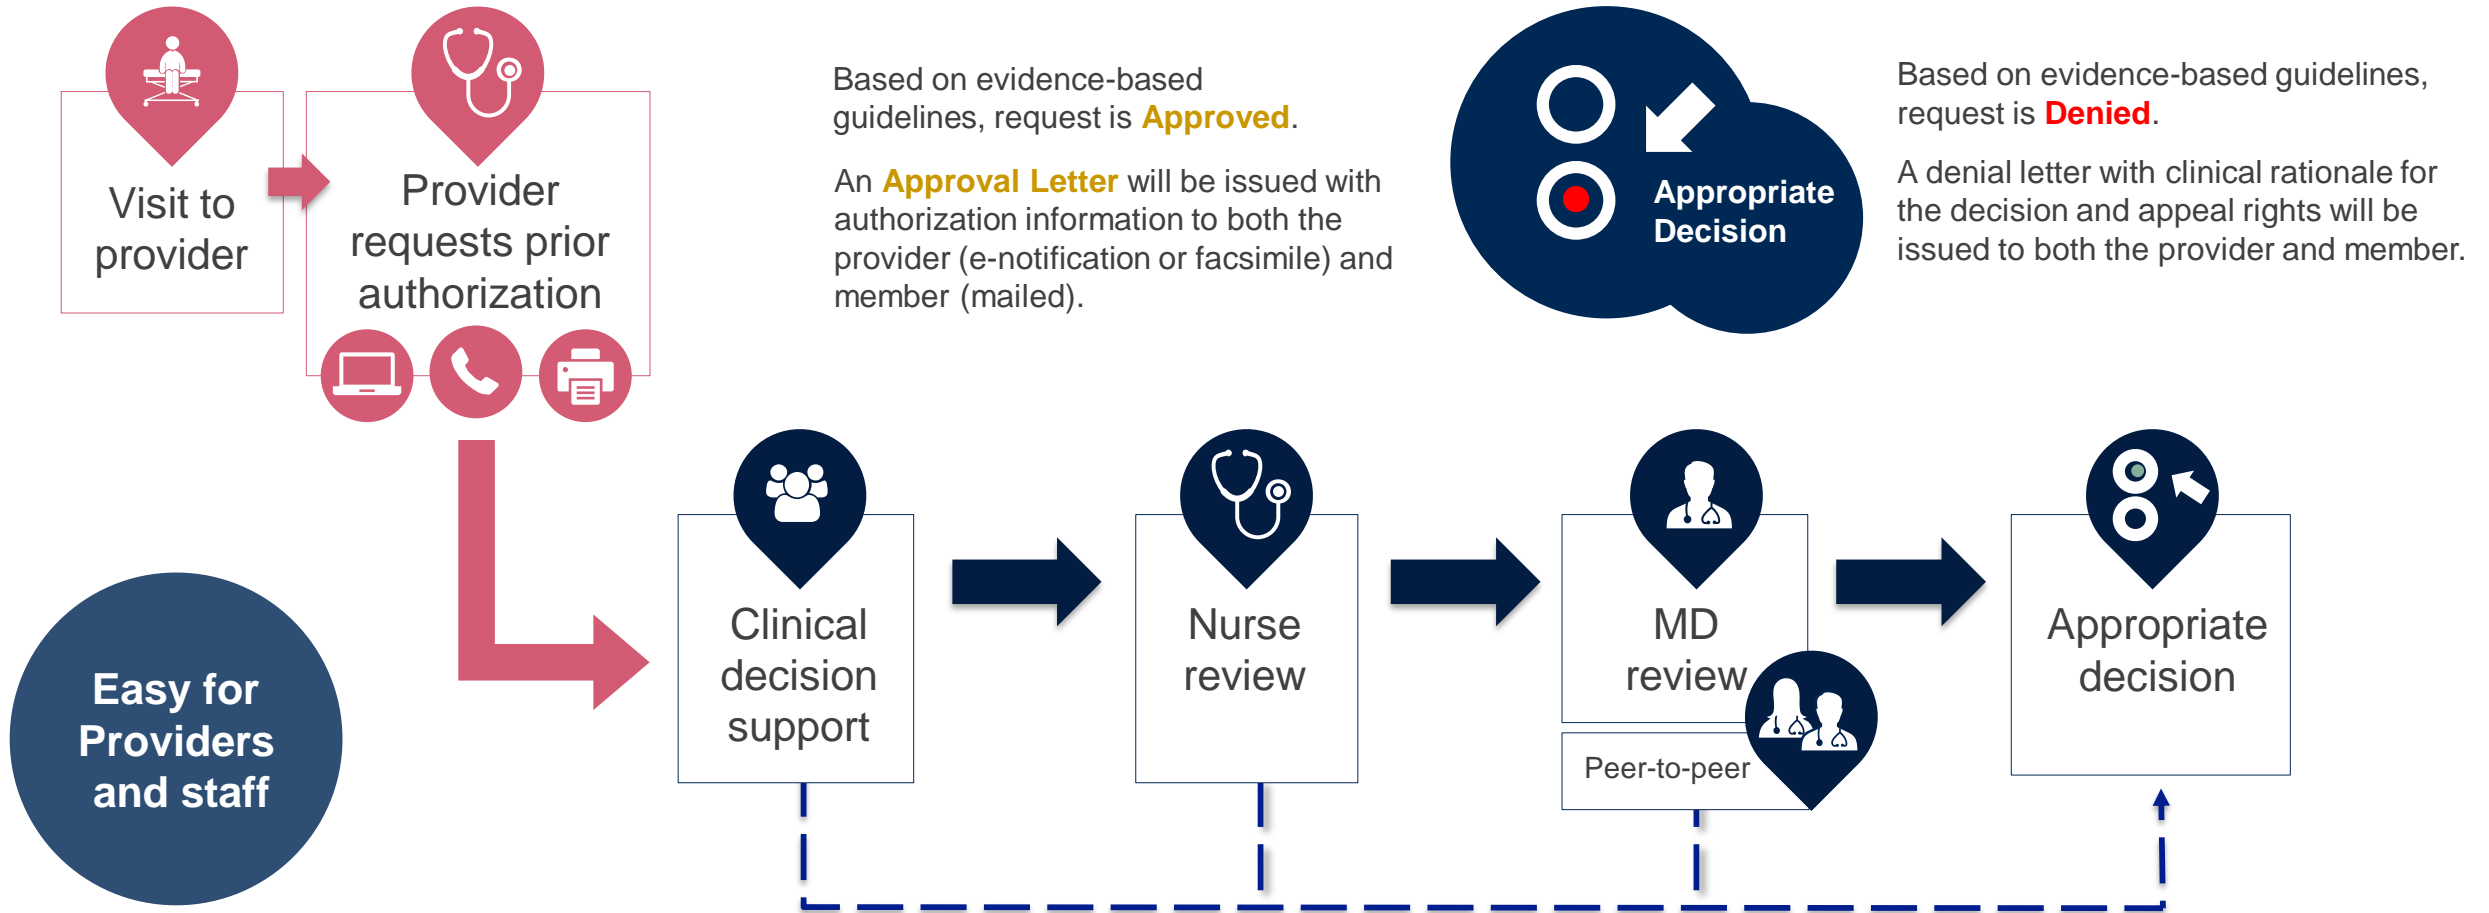 Visit to
provider
Provider
requests prior
authorization
Based on evidence-based
guidelines, request is Approved.
An Approval Letter will be issued with
authorization information to both the
provider (e-notification or facsimile) and
member (mailed).
Appropriate
Decision
Based on evidence-based guidelines,
request is Denied.
A denial letter with clinical rationale for
the decision and appeal rights will be
issued to both the provider and member.
Easy for
Providers
and staff
Clinical
decision
support
Nurse
review
MD
review
Peer-to-peer
Appropriate
decision